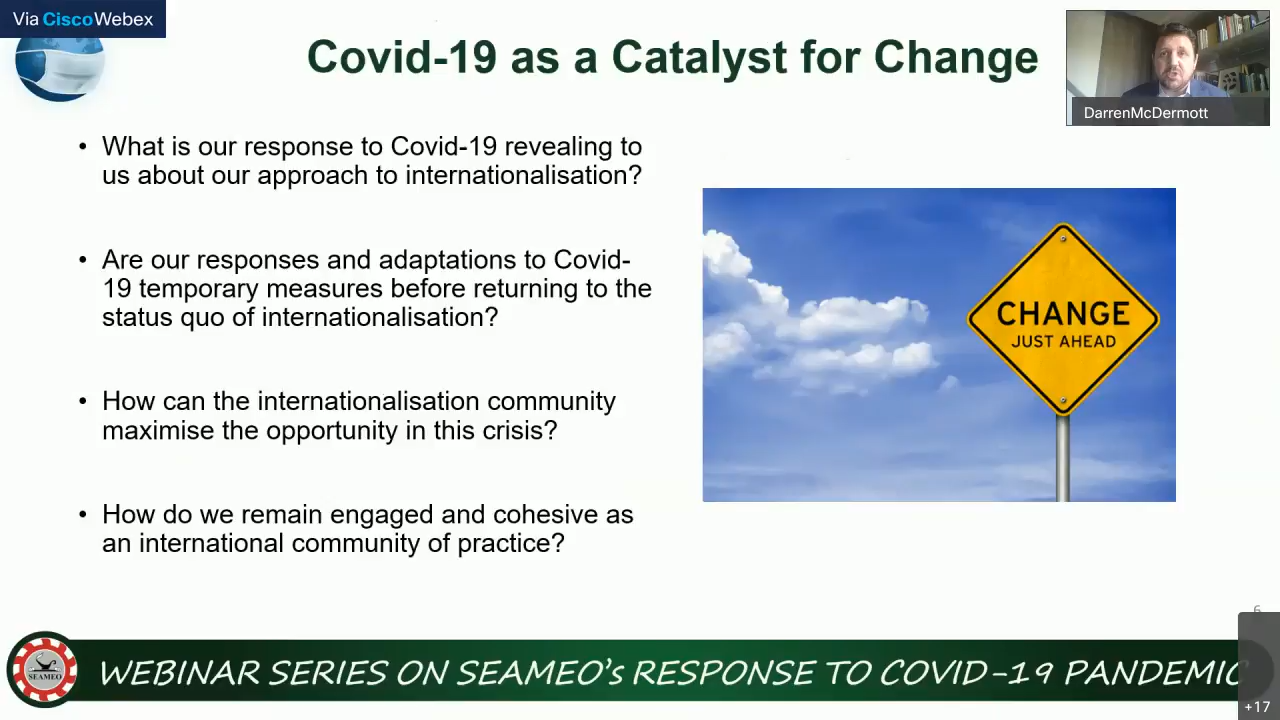 Via CiscoWebex
Covid-19 as a Catalyst for Change
DarrenMcDermott
• What is our response to Covid-19 revealing to
us about our approach to internationalisation?
• Are our responses and adaptations to Covid-
19 temporary measures before returning to the
status quo of internationalisation?
• How can the internationalisation community
maximise the opportunity in this crisis?
• How do we remain engaged and cohesive as
an international community of practice?
CHANGE
JUST AHEAD
6
SEAMEO
WEBINAR SERIES ON SEAMEO's RESPONSE TO COVID-19 PANDEMIC
+17